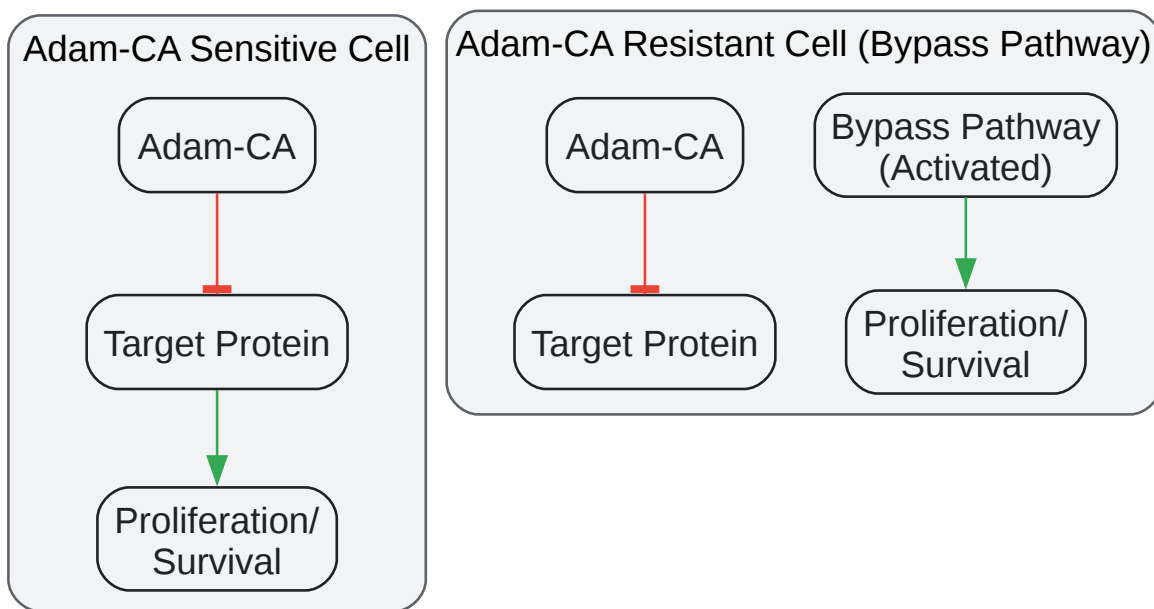 Adam-CA Sensitive Cell
Adam-CA
Target Protein
Proliferation/
Survival
Adam-CA Resistant Cell (Bypass Pathway)
Adam-CA
Target Protein
Bypass Pathway
(Activated)
Proliferation/
Survival